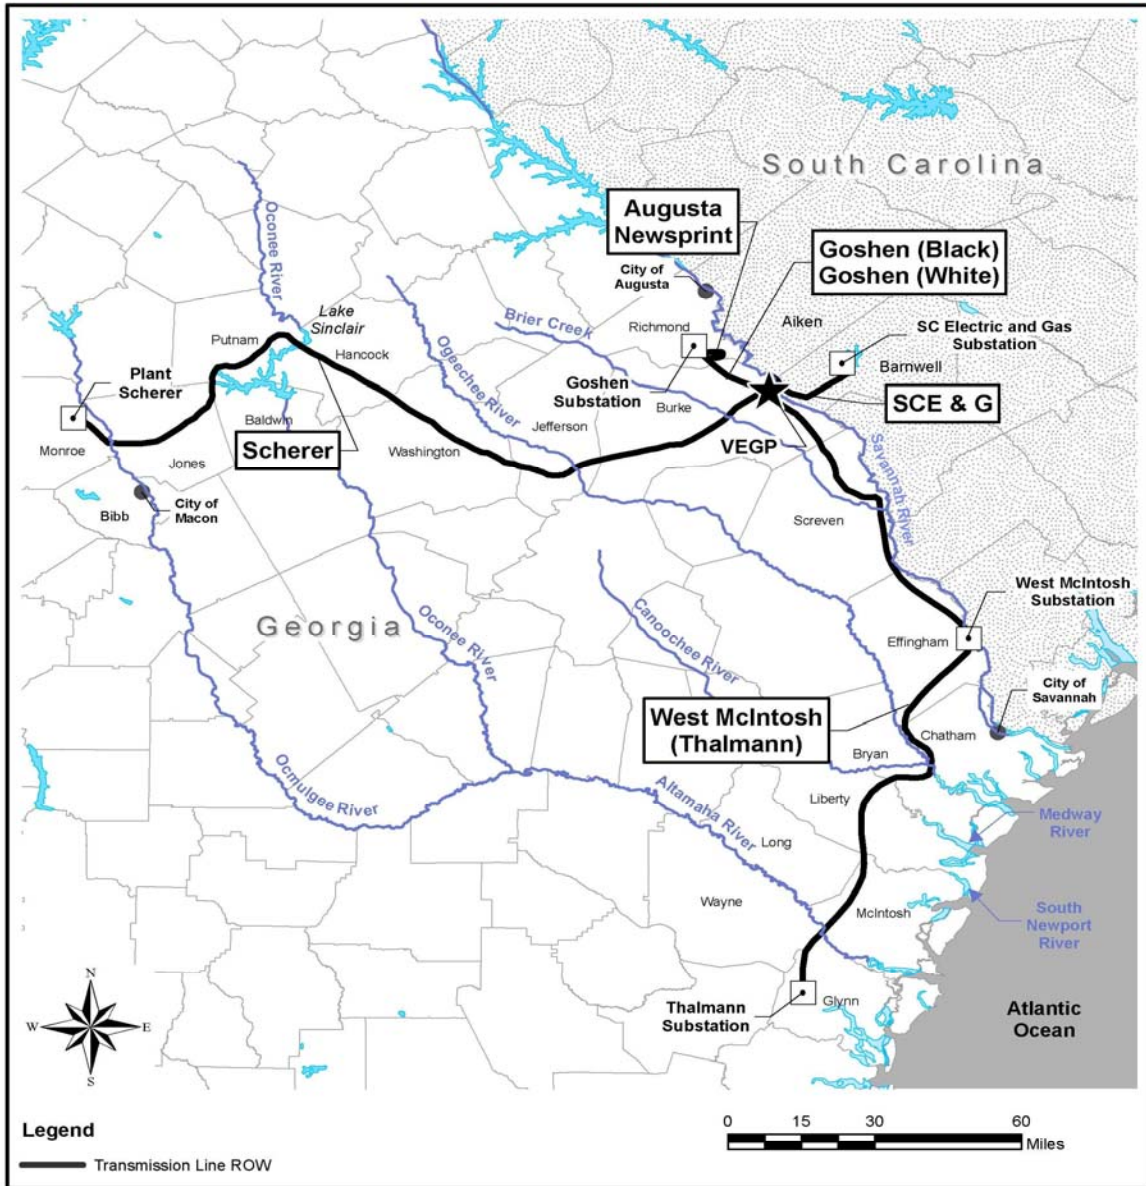 South Carolina
Augusta
Newsprint
Goshen (Black)
Goshen (White)
City of
Augusta
Oconee River
Brier Creek
Richmond
Aiken
SC Electric and Gas
Substation
Lake
Sinclair
Putnam
Hancock
Ogeechee River
Barnwell
Plant
Scherer
Goshen
Substation
Burke
SCE & G
Baldwin
Jefferson
Monroe
Scherer
Washington
VEGP
Savannah River
Jones
City of
Macon
Bibb
Screven
West McIntosh
Substation
Georgia
Oconee River
Canoochee River
Effingham
City of
Savannah
West McIntosh
(Thalmann)
Chatham
Bryan
Ocmulgee River
Altamaha River
Liberty
Medway
River
Long
Wayne
McIntosh
South
Newport
River
N
W
E
S
Thalmann
Substation
Glynn
Atlantic
Ocean
Legend
Transmission Line ROW
0 15 30 60
Miles